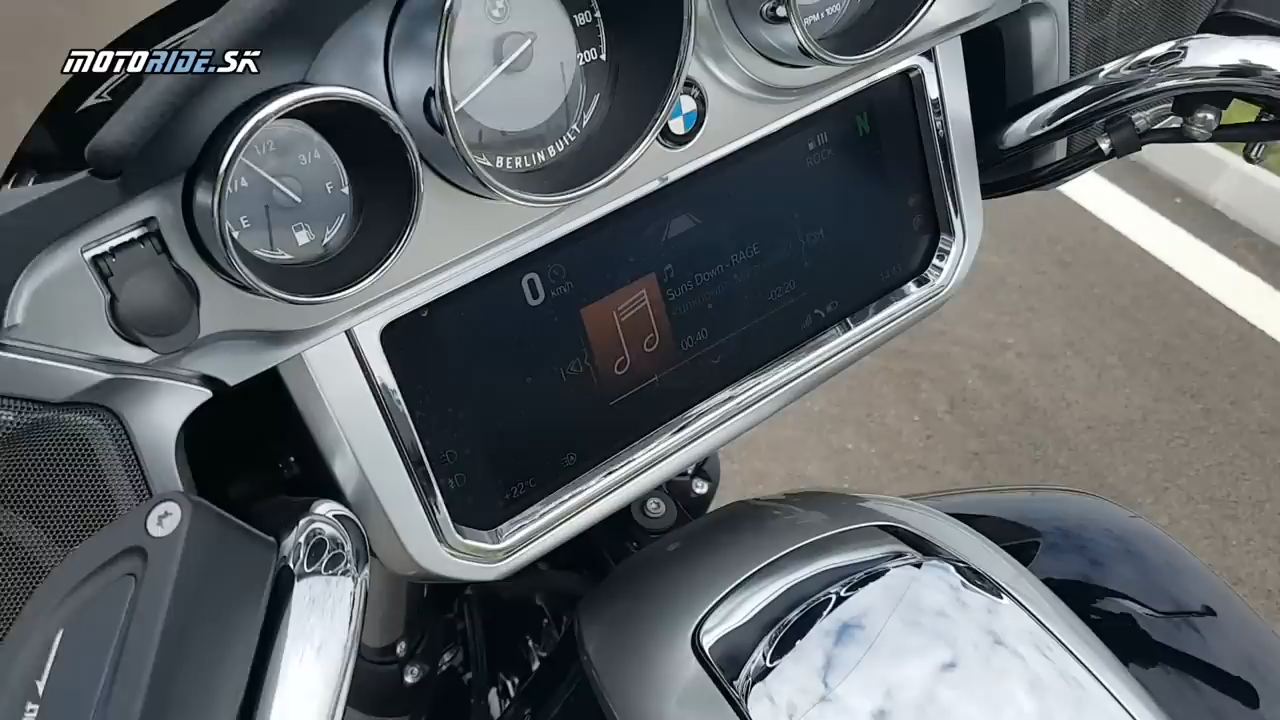 MOTORIDE.SK
180
200
RPM x 1000
BERLIN BUILT
1/2
3/4
1/4
F
E
N
ROCK
0 km/h
Suns Down - RAGE
00:40
-02:20
+22°C